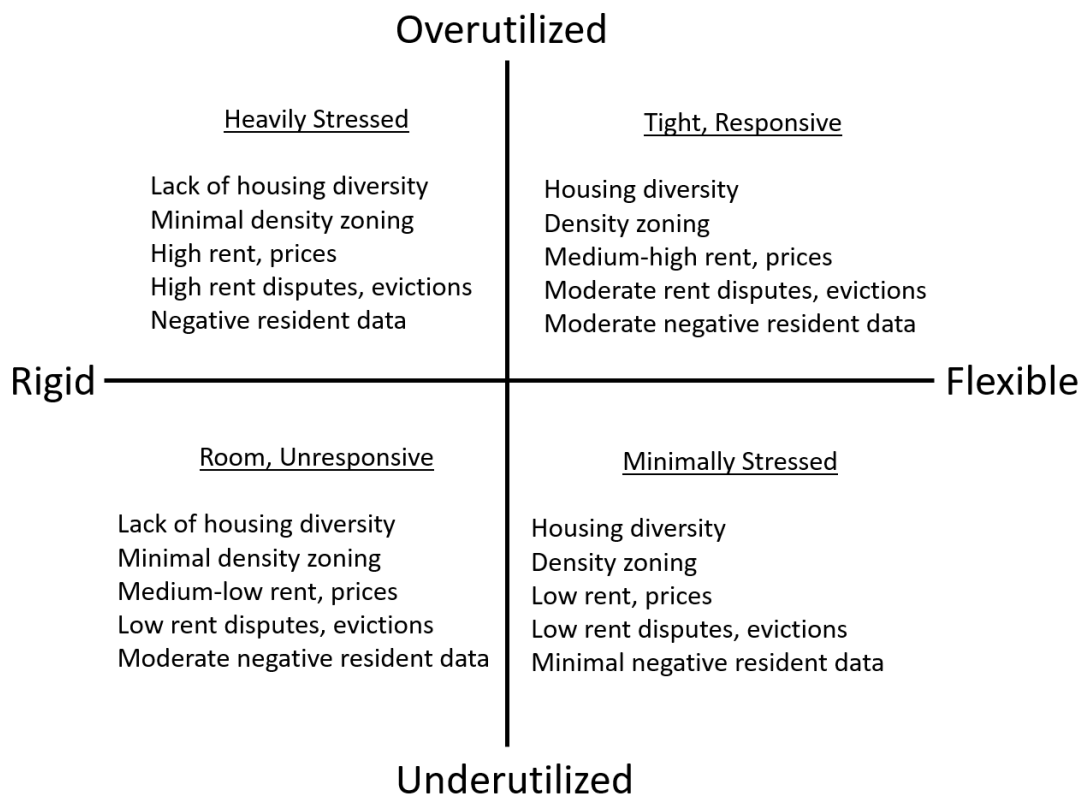 Overutilized
Heavily Stressed
Lack of housing diversity
Minimal density zoning
High rent, prices
High rent disputes, evictions
Negative resident data
Tight, Responsive
Housing diversity
Density zoning
Medium-high rent, prices
Moderate rent disputes, evictions
Moderate negative resident data
Rigid
Flexible
Room, Unresponsive
Lack of housing diversity
Minimal density zoning
Medium-low rent, prices
Low rent disputes, evictions
Moderate negative resident data
Minimally Stressed
Housing diversity
Density zoning
Low rent, prices
Low rent disputes, evictions
Minimal negative resident data
Underutilized